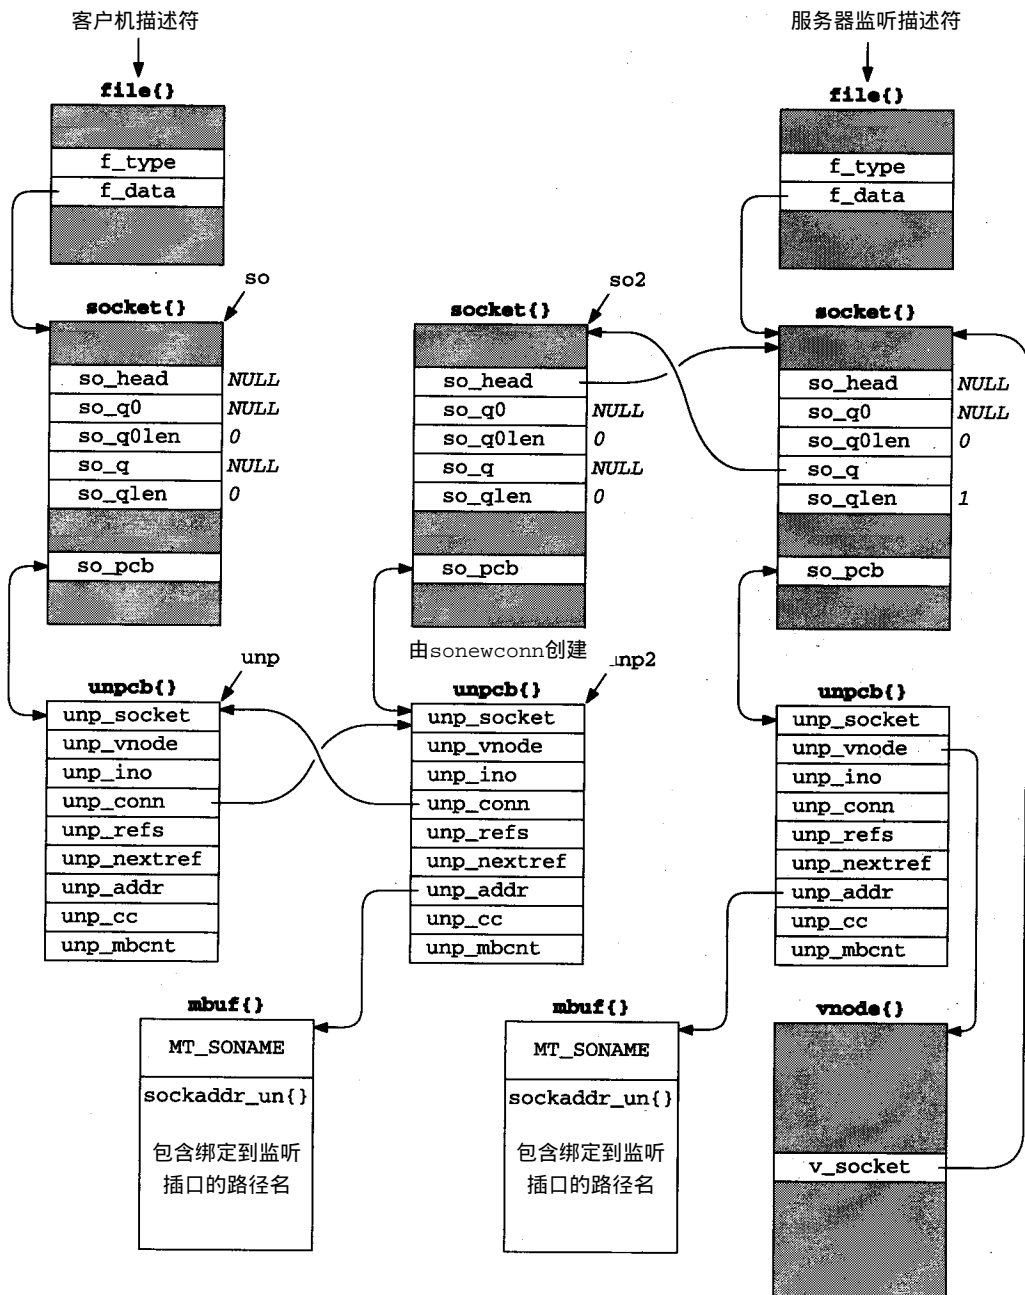 客户机描述符
服务器监听描述符
file{}
f_type
f_data
file{}
f_type
f_data
so
socket{}
so_head NULL
so_q0 NULL
so_q0len 0
so_q NULL
so_qlen 0
so_pcb
so2
socket{}
so_head
so_q0 NULL
so_q0len 0
so_q NULL
so_qlen 0
so_pcb
由sonewconn创建
socket{}
so_head NULL
so_q0 NULL
so_q0len 0
so_q
so_qlen 1
so_pcb
unp
unpcb{}
unp_socket
unp_vnode
unp_ino
unp_conn
unp_refs
unp_nextref
unp_addr
unp_cc
unp_mbcnt
unp2
unpcb{}
unp_socket
unp_vnode
unp_ino
unp_conn
unp_refs
unp_nextref
unp_addr
unp_cc
unp_mbcnt
unpcb{}
unp_socket
unp_vnode
unp_ino
unp_conn
unp_refs
unp_nextref
unp_addr
unp_cc
unp_mbcnt
mbuf{}
MT_SONAME
sockaddr_un{}
包含绑定到监听
插口的路径名
mbuf{}
MT_SONAME
sockaddr_un{}
包含绑定到监听
插口的路径名
vnode{}
v_socket